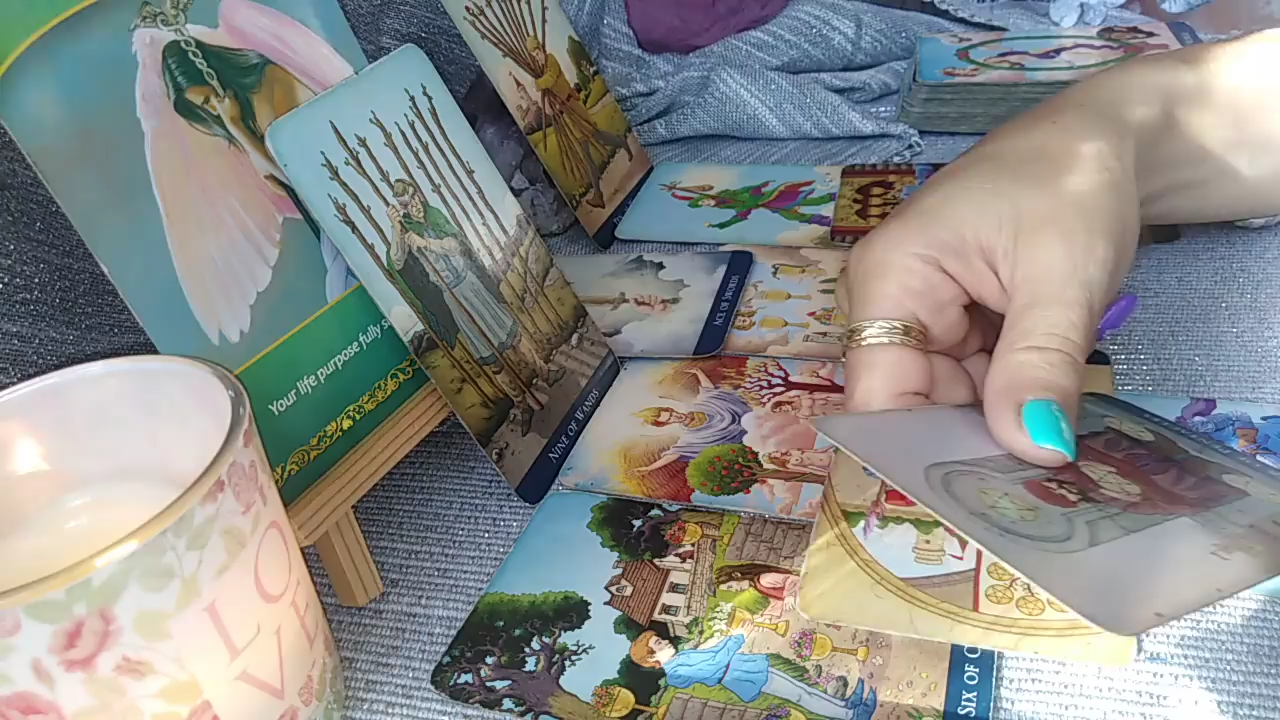 Your life purpose fully
NINE OF WANDS
ACE OF SWORDS
SIX OF
LOVE